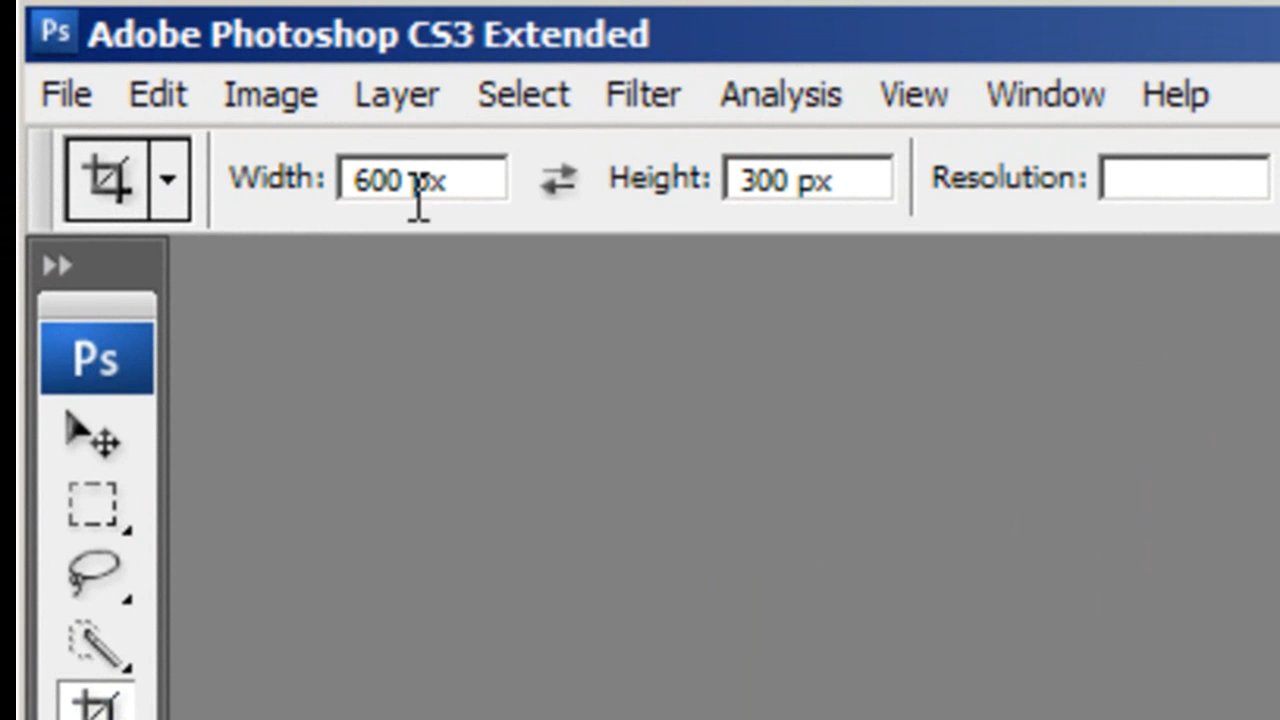 Ps Adobe Photoshop CS3 Extended
File Edit Image Layer Select Filter Analysis View Window Help
Width: 600 px Height: 300 px Resolution:
Ps